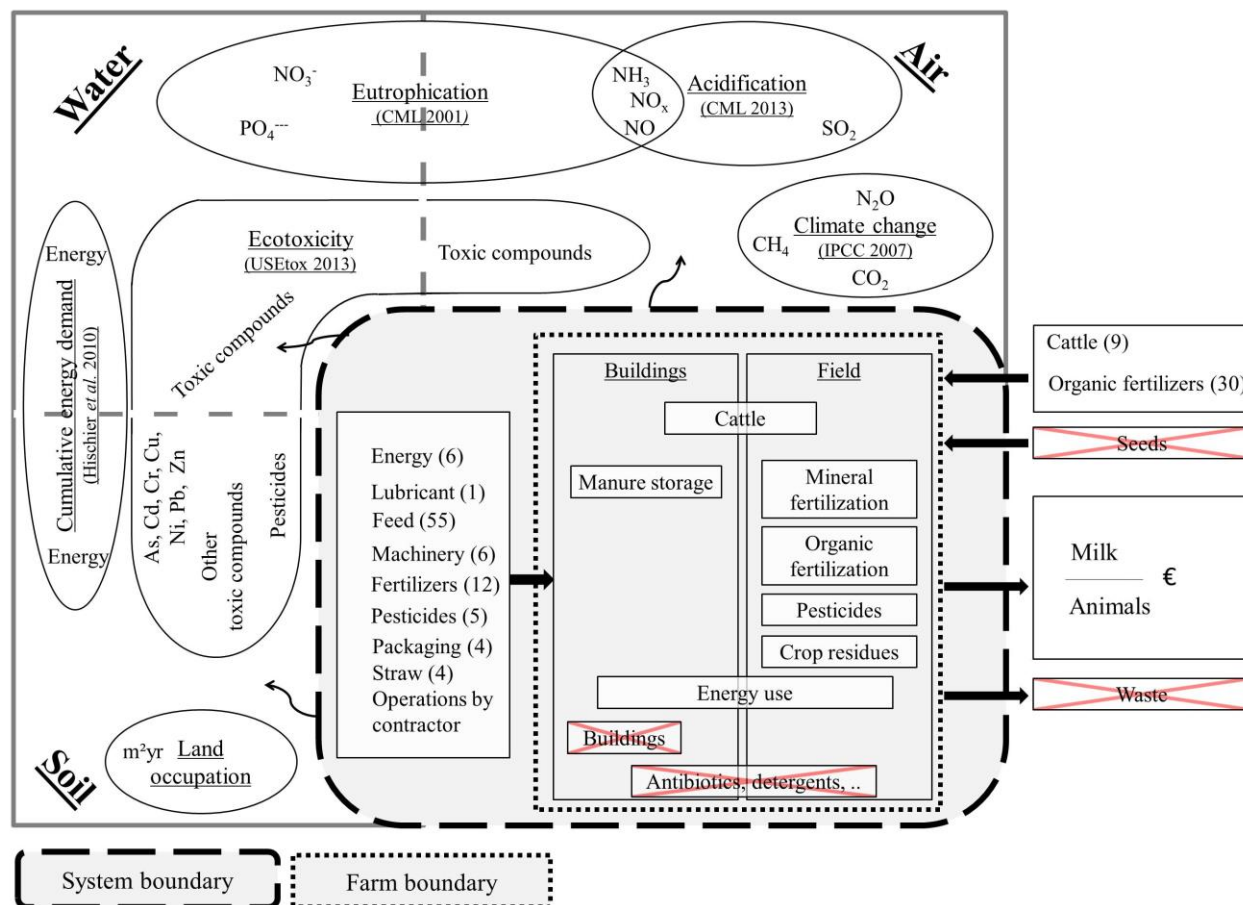 Water
Air
NO₃⁻
PO₄⁻⁻⁻
Eutrophication
(CML 2001)
NH₃
NOₓ
NO
Acidification
(CML 2013)
SO₂
N₂O
Climate change
(IPCC 2007)
CH₄
CO₂
Ecotoxicity
(USEtox 2013)
Toxic compounds
Toxic compounds
Energy
Cumulative energy demand
(Hischier et al. 2010)
Energy
As, Cd, Cr, Cu,
Ni, Pb, Zn
Other
toxic compounds
Pesticides
Soil
m²yr Land
occupation
Energy (6)
Lubricant (1)
Feed (55)
Machinery (6)
Fertilizers (12)
Pesticides (5)
Packaging (4)
Straw (4)
Operations by
contractor
Buildings
Field
Cattle
Manure storage
Mineral
fertilization
Organic
fertilization
Pesticides
Crop residues
Energy use
Buildings
Antibiotics, detergents, ..
Cattle (9)
Organic fertilizers (30)
Seeds
Milk
€
Animals
Waste
System boundary
Farm boundary